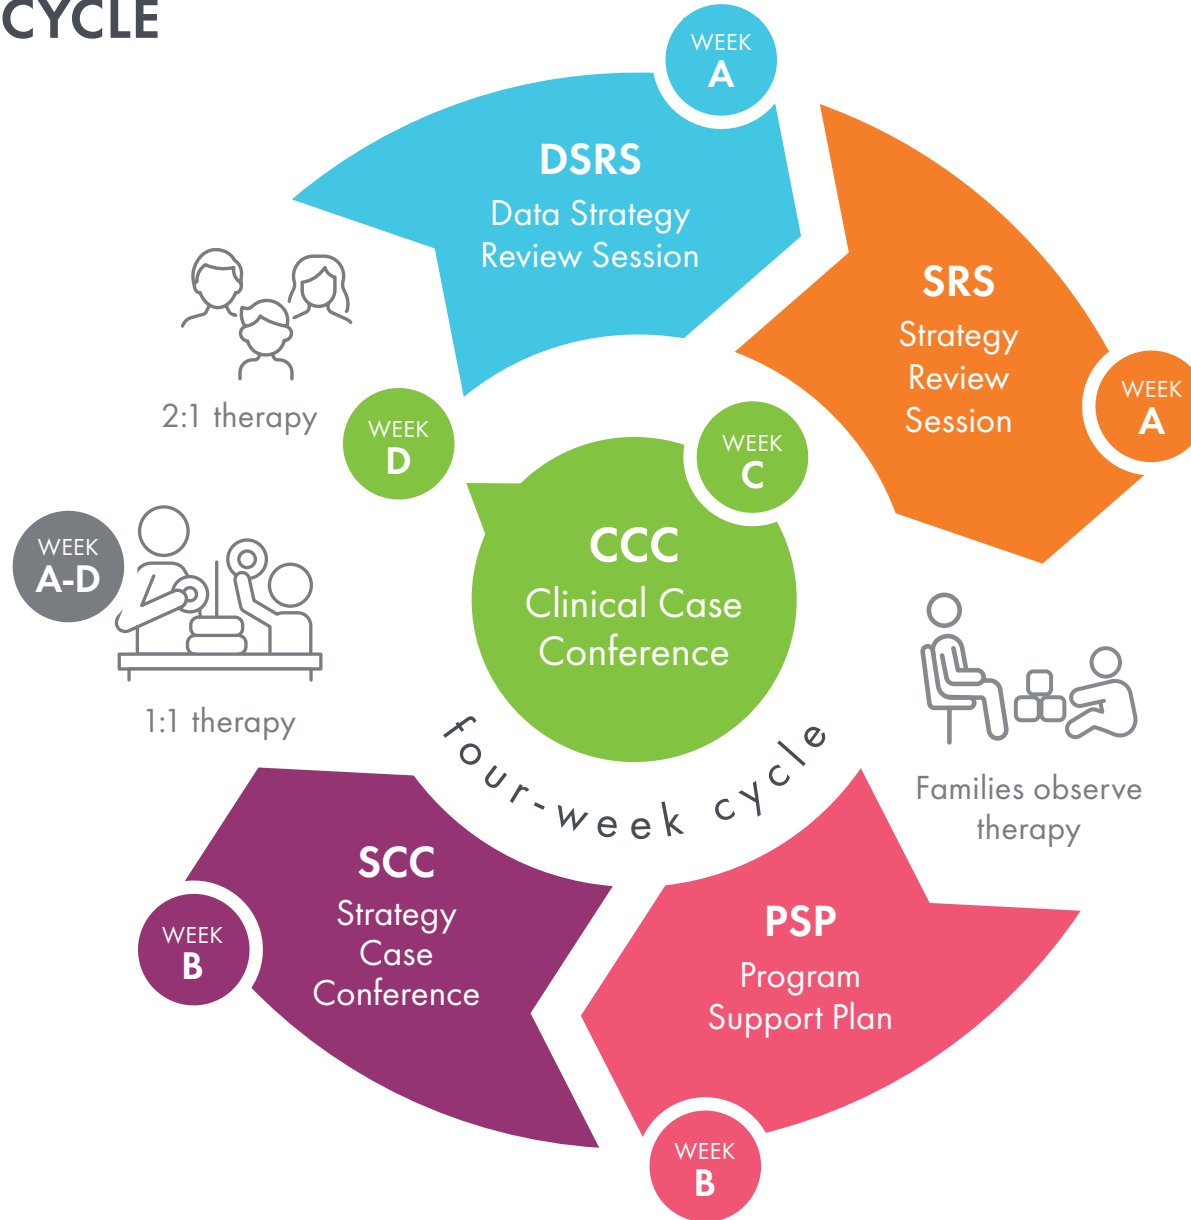 CYCLE
WEEK
A
DSRS
Data Strategy
Review Session
SRS
Strategy
Review
Session
WEEK
A
2:1 therapy
WEEK
D
WEEK
C
CCC
Clinical Case
Conference
WEEK
A-D
1:1 therapy
four-week cycle
Families observe
therapy
SCC
Strategy
Case
Conference
WEEK
B
PSP
Program
Support Plan
WEEK
B